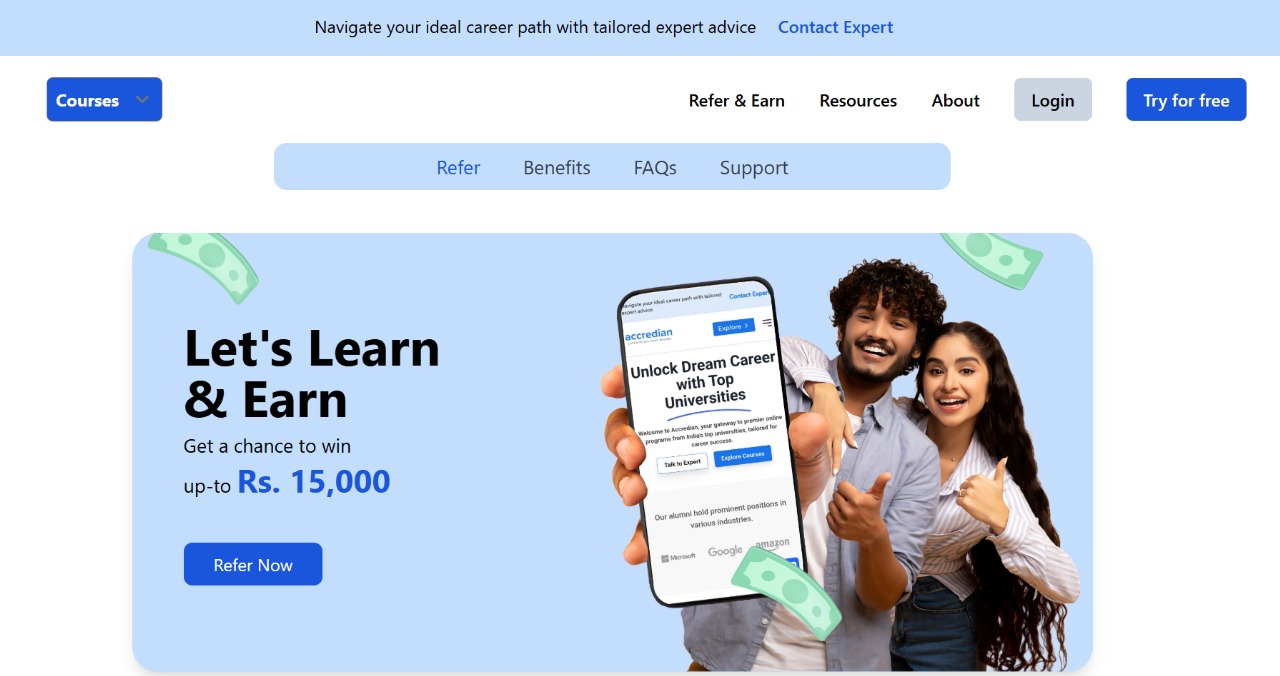 Navigate your ideal career path with tailored expert advice Contact Expert
Courses Refer & Earn Resources About Login Try for free
Refer Benefits FAQs Support
Let's Learn
& Earn
Get a chance to win
up-to Rs. 15,000
Refer Now
Navigate your ideal career path with tailored
expert advice
Contact Expert
accredian
Explore
Unlock Dream Career
with Top
Universities
Welcome to Accredian, your gateway to premier online
programs from India's top universities, tailored for
career success.
Talk to Expert Explore Courses
Our alumni hold prominent positions in
various industries.
Microsoft Google amazon